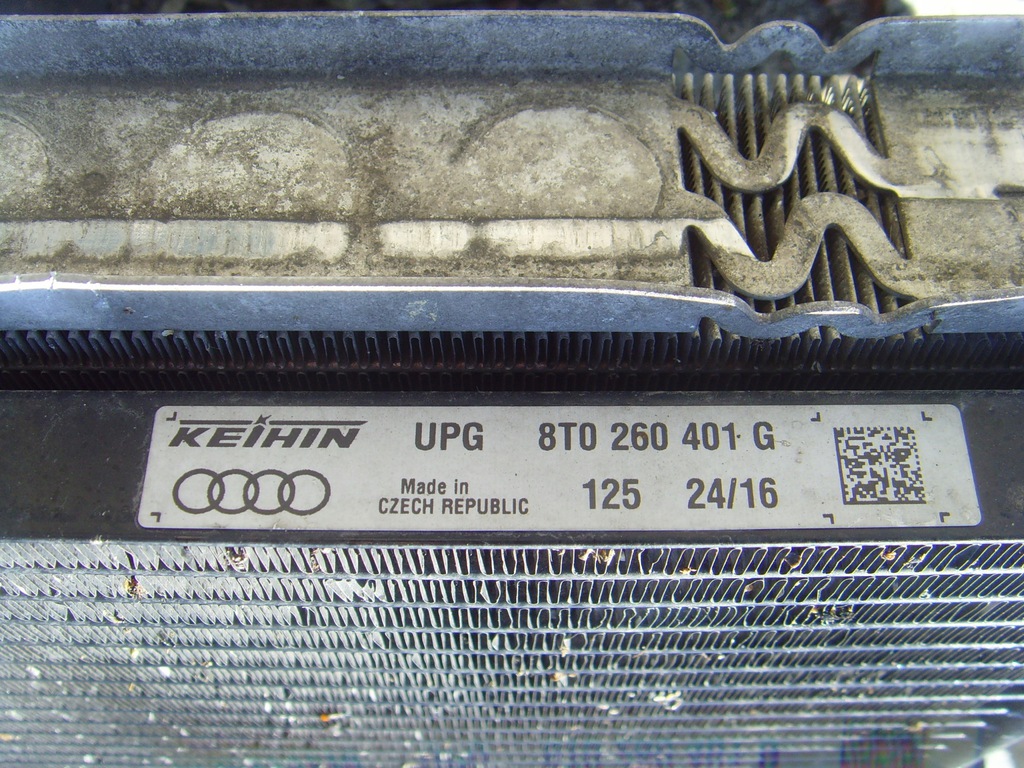 KEIHIN UPG 8T0 260 401 G
Made in
CZECH REPUBLIC 125 24/16